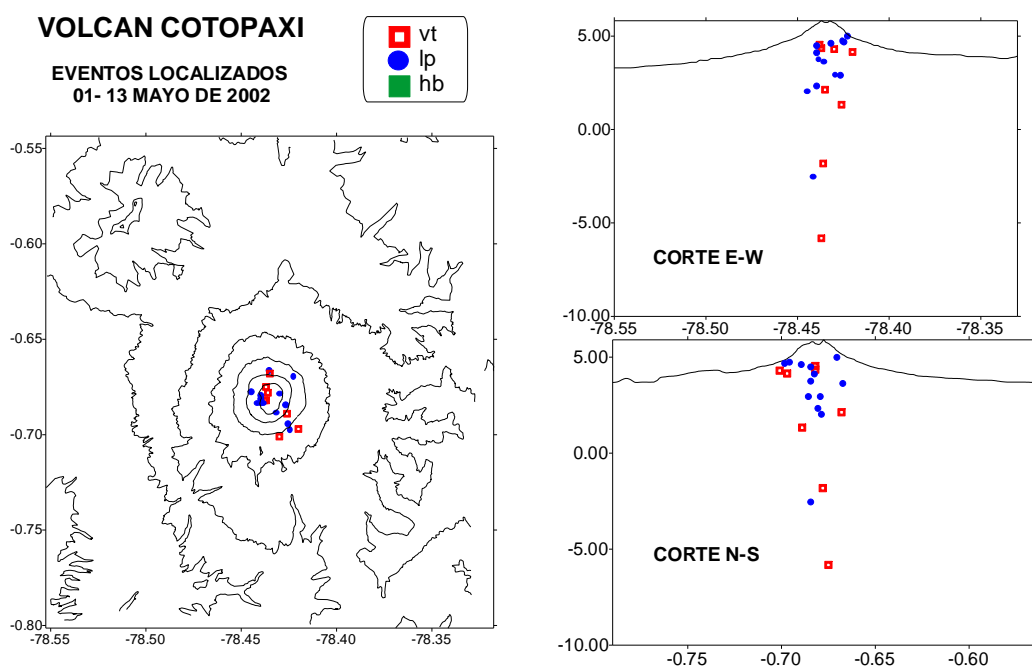 VOLCAN COTOPAXI
EVENTOS LOCALIZADOS
01- 13 MAYO DE 2002
vt
lp
hb
-0.55
-0.60
-0.65
-0.70
-0.75
-0.80
-78.55 -78.50 -78.45 -78.40 -78.35
5.00
0.00
-5.00
-10.00
CORTE E-W
-78.55 -78.50 -78.45 -78.40 -78.35
5.00
0.00
-5.00
-10.00
CORTE N-S
-0.75 -0.70 -0.65 -0.60